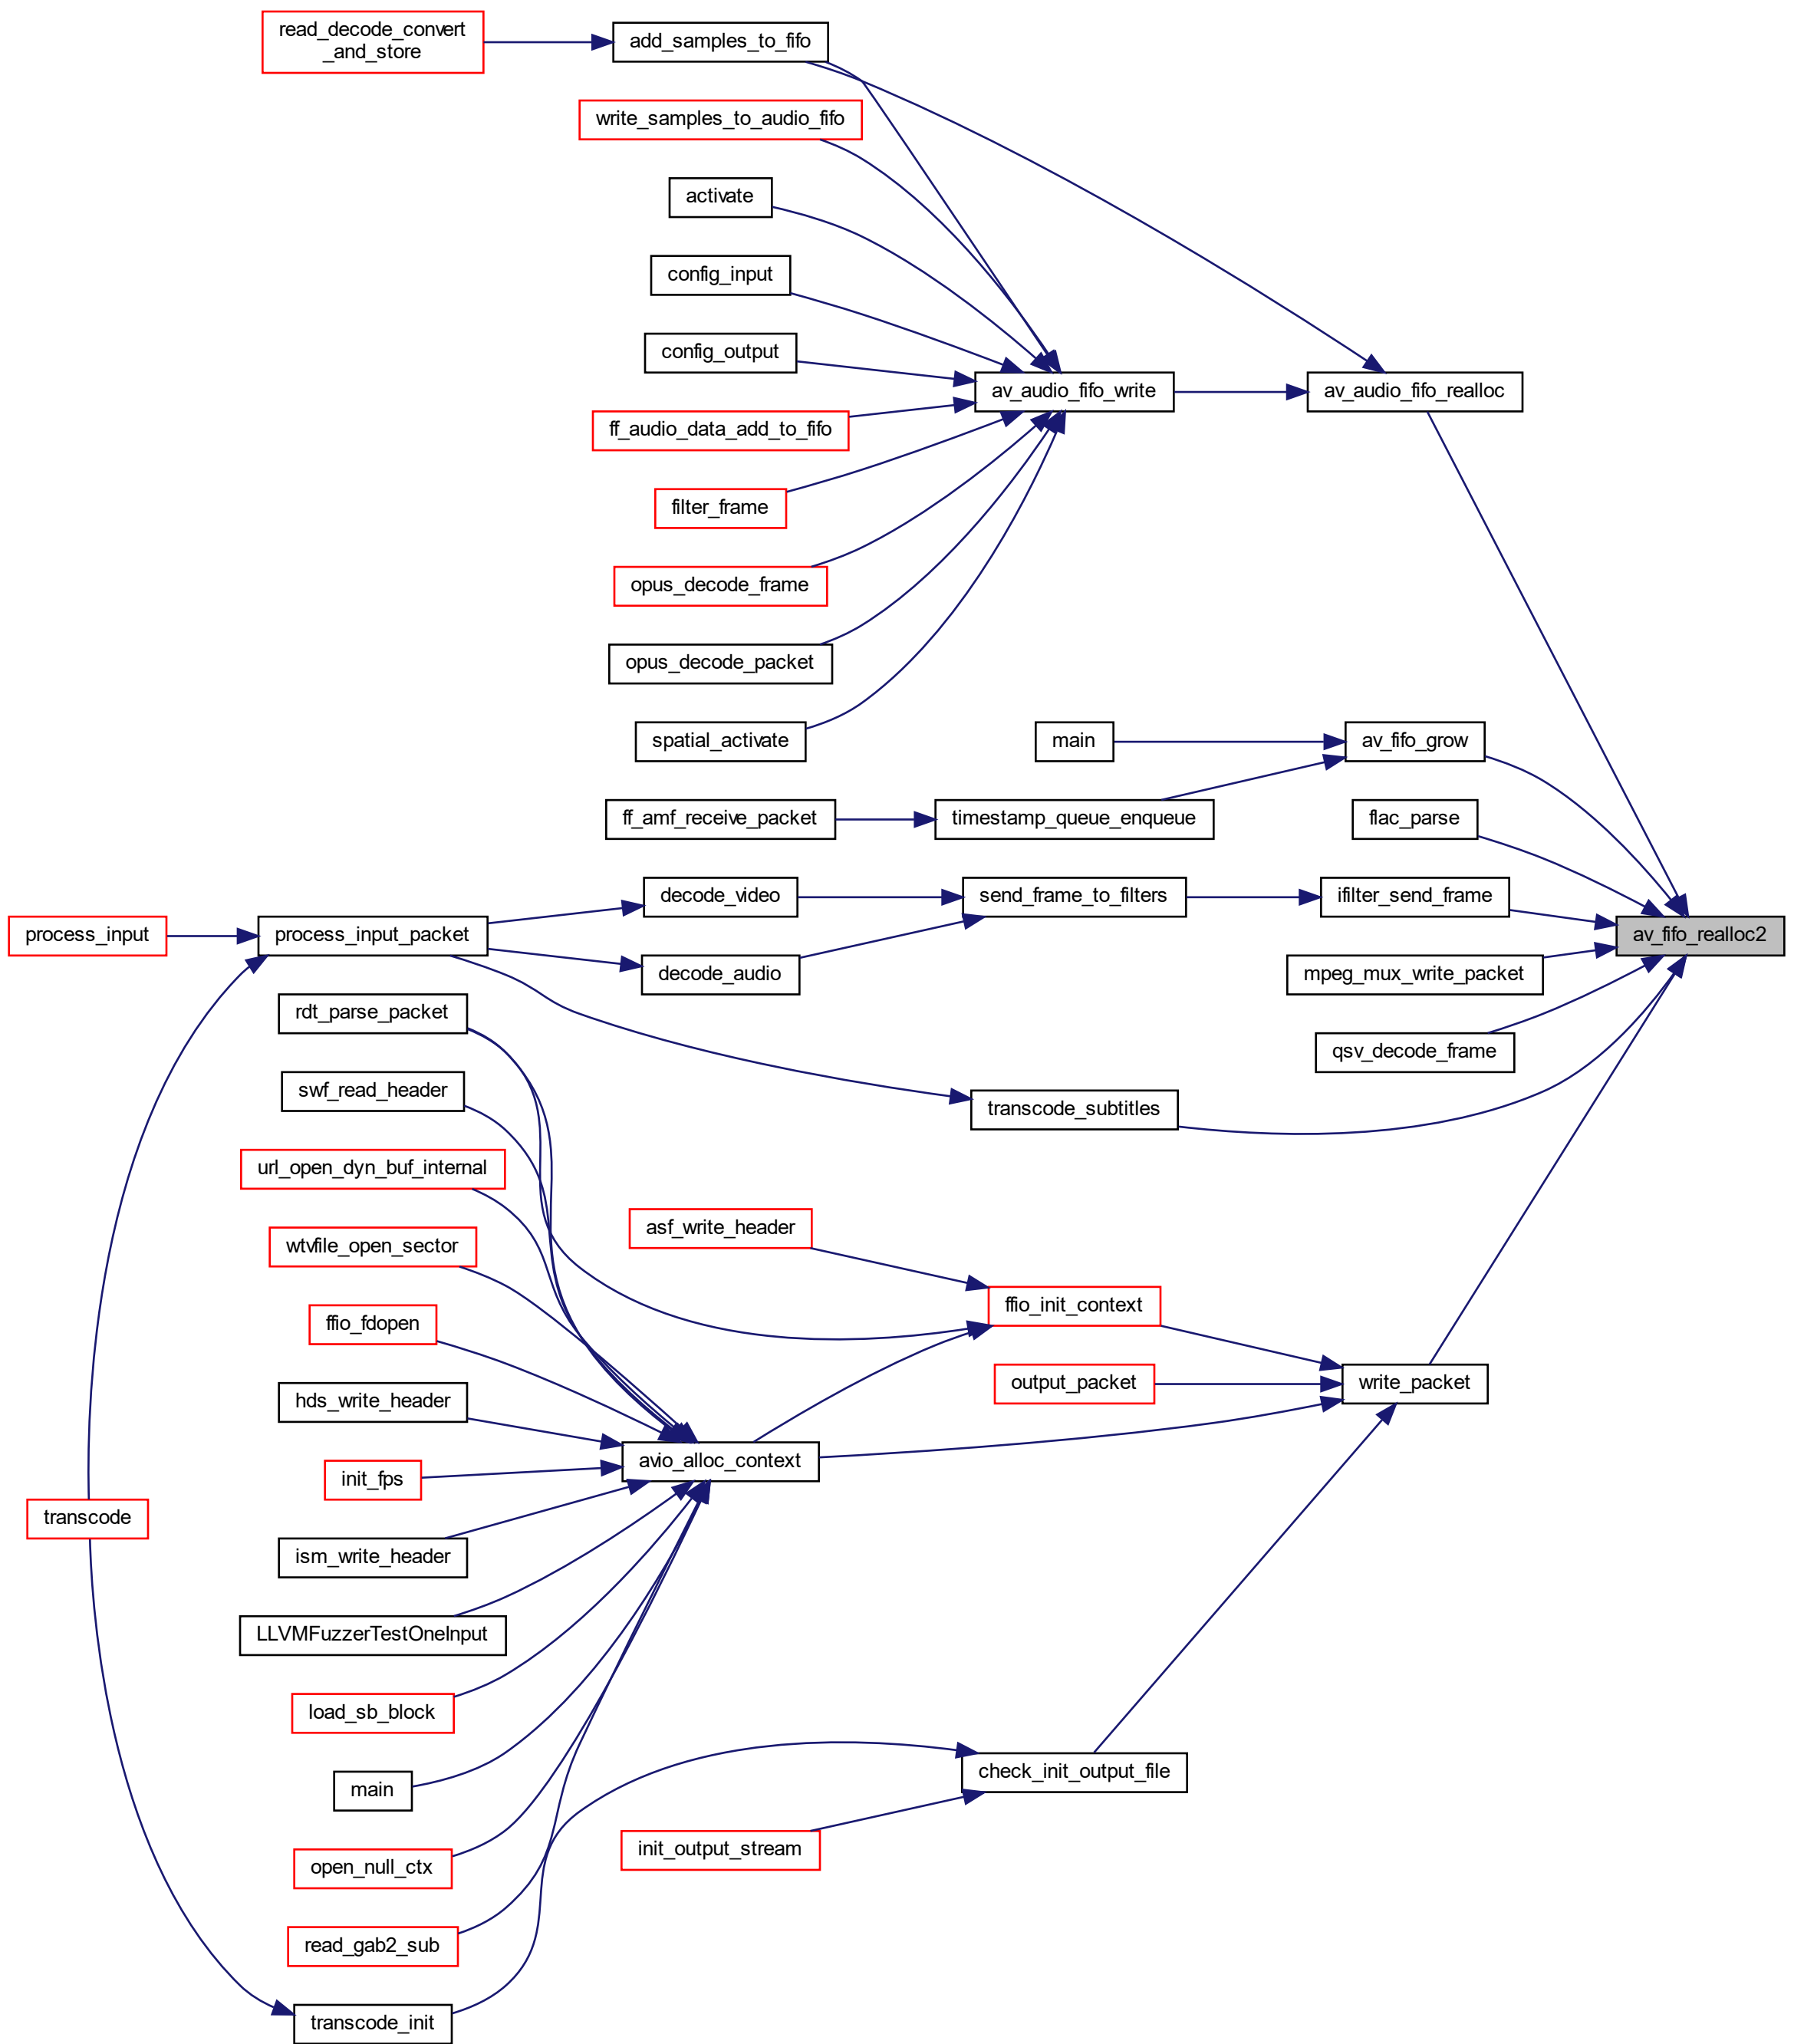 read_decode_convert
_and_store
add_samples_to_fifo
write_samples_to_audio_fifo
activate
config_input
config_output
av_audio_fifo_write
av_audio_fifo_realloc
ff_audio_data_add_to_fifo
filter_frame
opus_decode_frame
opus_decode_packet
spatial_activate
main
av_fifo_grow
ff_amf_receive_packet
timestamp_queue_enqueue
flac_parse
decode_video
send_frame_to_filters
ifilter_send_frame
process_input
process_input_packet
av_fifo_realloc2
decode_audio
mpeg_mux_write_packet
rdt_parse_packet
qsv_decode_frame
swf_read_header
transcode_subtitles
url_open_dyn_buf_internal
asf_write_header
wtvfile_open_sector
ffio_init_context
ffio_fdopen
output_packet
write_packet
hds_write_header
avio_alloc_context
init_fps
transcode
ism_write_header
LLVMFuzzerTestOneInput
load_sb_block
check_init_output_file
main
init_output_stream
open_null_ctx
read_gab2_sub
transcode_init